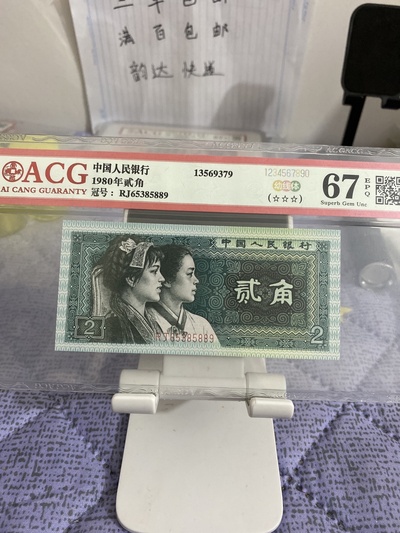 包邮
满百包邮
韵达快递
ACG
AI CANG GUARANTY
中国人民银行
1980年贰角
冠号: RJ65385889
13569379
1234567890
(☆☆☆)
67
EPQ
Superb Gem Unc
中国人民银行
贰角
2
RJ65385889
2